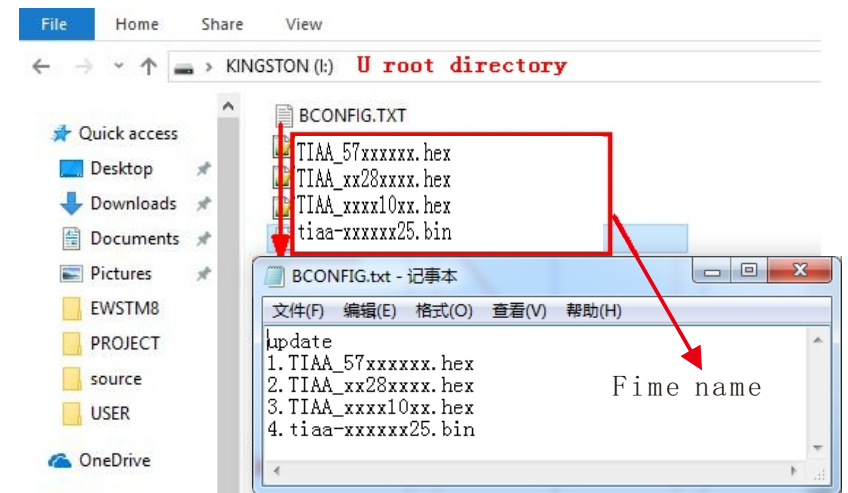 File Home Share View
KINGSTON (I:) U root directory
Quick access
Desktop
Downloads
Documents
Pictures
EWSTM8
PROJECT
source
USER
OneDrive
BCONFIG.TXT
TIAA_57xxxxxx.hex
TIAA_xx28xxxx.hex
TIAA_xxxx10xx.hex
tiaa-xxxxxx25.bin
BCONFIG.txt - 记事本
文件(F) 编辑(E) 格式(O) 查看(V) 帮助(H)
update
1.TIAA_57xxxxxx.hex
2.TIAA_xx28xxxx.hex
3.TIAA_xxxx10xx.hex
4.tiaa-xxxxxx25.bin
Fime name